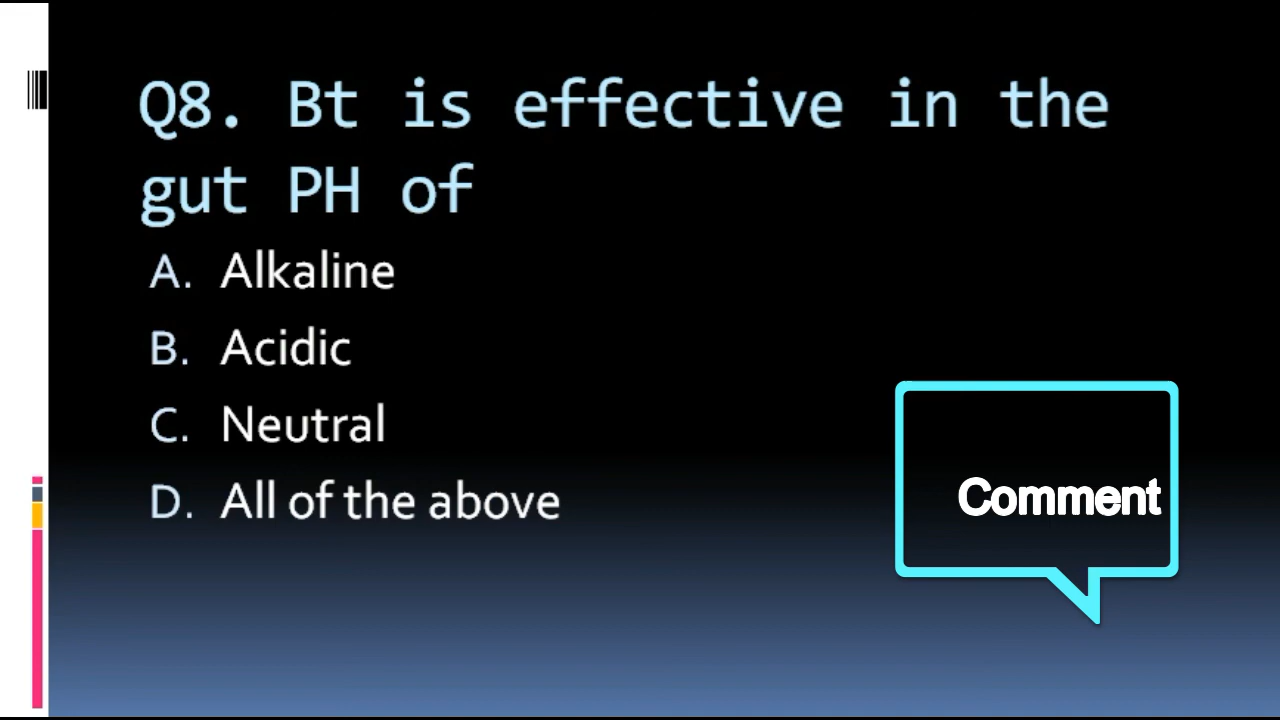 Q8. Bt is effective in the
gut PH of
A. Alkaline
B. Acidic
C. Neutral
D. All of the above
Comment